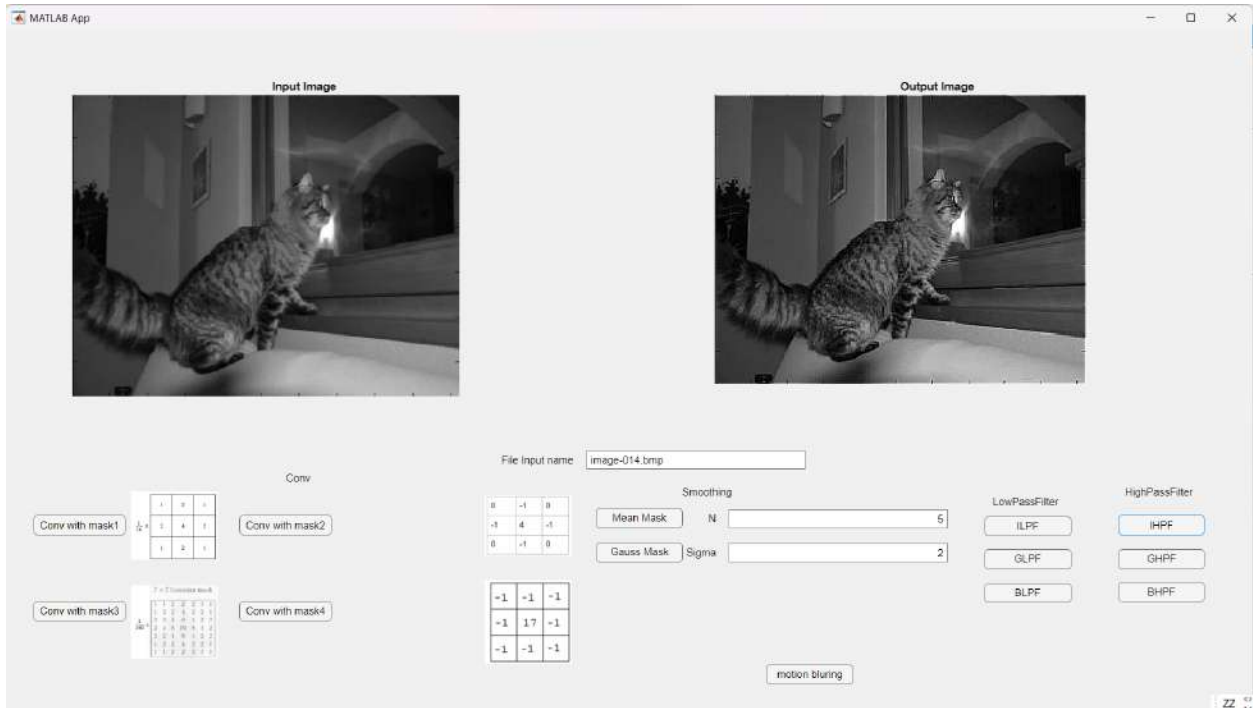 MATLAB App
Input Image
Output Image
File Input name image-014.bmp
Conv
Conv with mask1
Conv with mask2
0 -1 0
-1 4 -1
0 -1 0
Smoothing
Mean Mask N 5
Gauss Mask Sigma 2
LowPassFilter
ILPF
GLPF
BLPF
HighPassFilter
IHPF
GHPF
BHPF
Conv with mask3
Conv with mask4
-1 -1 -1
-1 17 -1
-1 -1 -1
motion bluring
ZZ